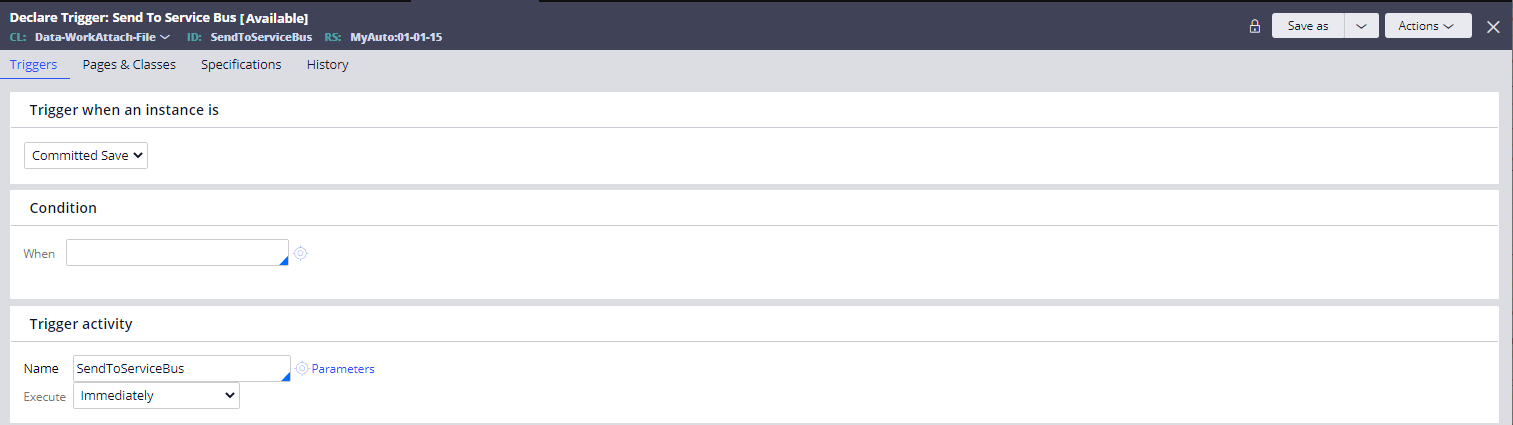 Declare Trigger: Send To Service Bus [Available]
CL: Data-WorkAttach-File ID: SendToServiceBus RS: MyAuto:01-01-15
Save as Actions
Triggers Pages & Classes Specifications History
Trigger when an instance is
Committed Save
Condition
When
Trigger activity
Name SendToServiceBus Parameters
Execute Immediately